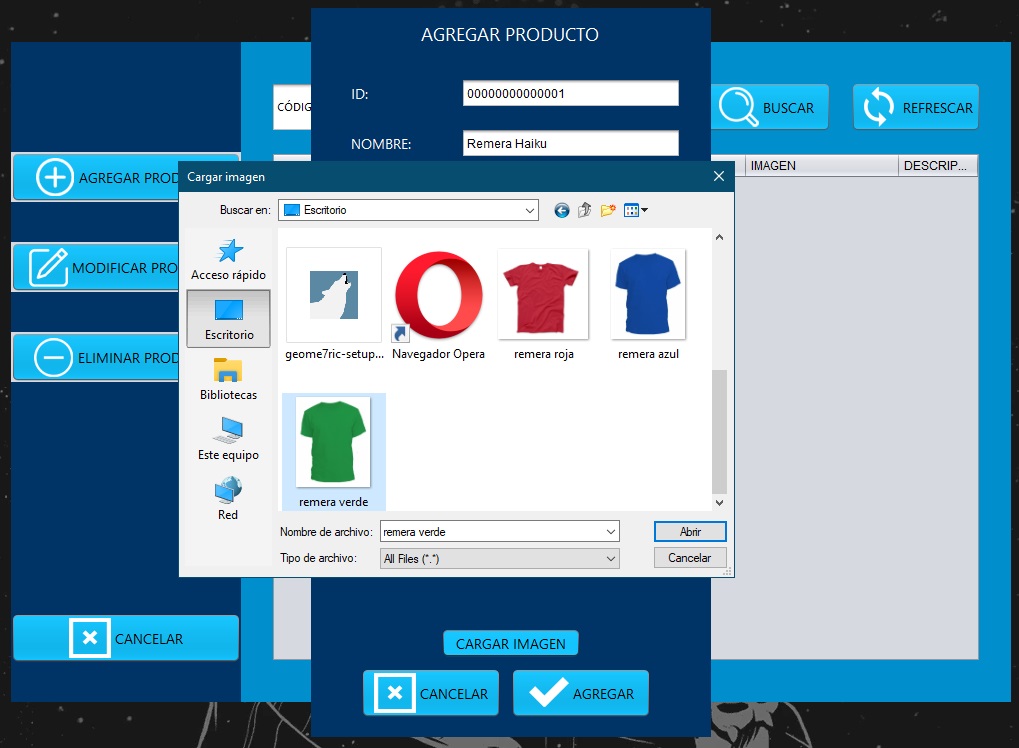 AGREGAR PRODUCTO
ID:
00000000000001
NOMBRE:
Remera Haiku
CÓDIG
BUSCAR
REFRESCAR
IMAGEN
DESCRIP...
AGREGAR PROD
MODIFICAR PRO
ELIMINAR PROD
CANCELAR
Cargar imagen
Buscar en:
Escritorio
Acceso rápido
Escritorio
Bibliotecas
Este equipo
Red
geome7ric-setup...
Navegador Opera
remera roja
remera azul
remera verde
Nombre de archivo:
remera verde
Abrir
Tipo de archivo:
All Files (*.*)
Cancelar
CARGAR IMAGEN
CANCELAR
AGREGAR